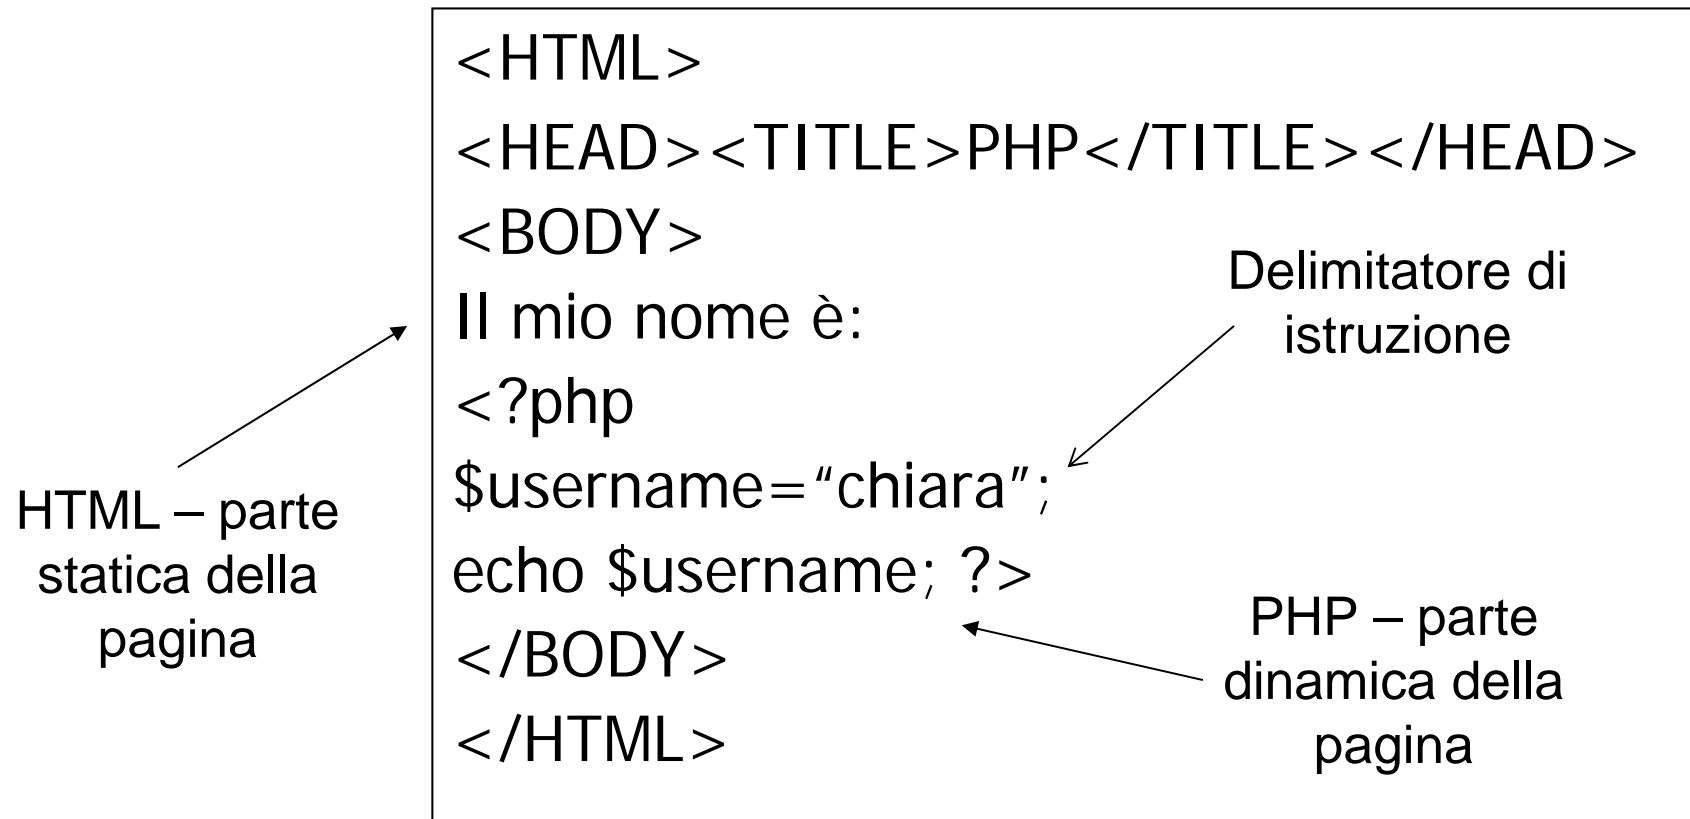 <HTML>
<HEAD><TITLE>PHP</TITLE></HEAD>
<BODY>
Il mio nome è:
<?php
$username=“chiara”;
echo $username; ?>
</BODY>
</HTML>
Delimitatore di
istruzione
HTML – parte
statica della
pagina
PHP – parte
dinamica della
pagina